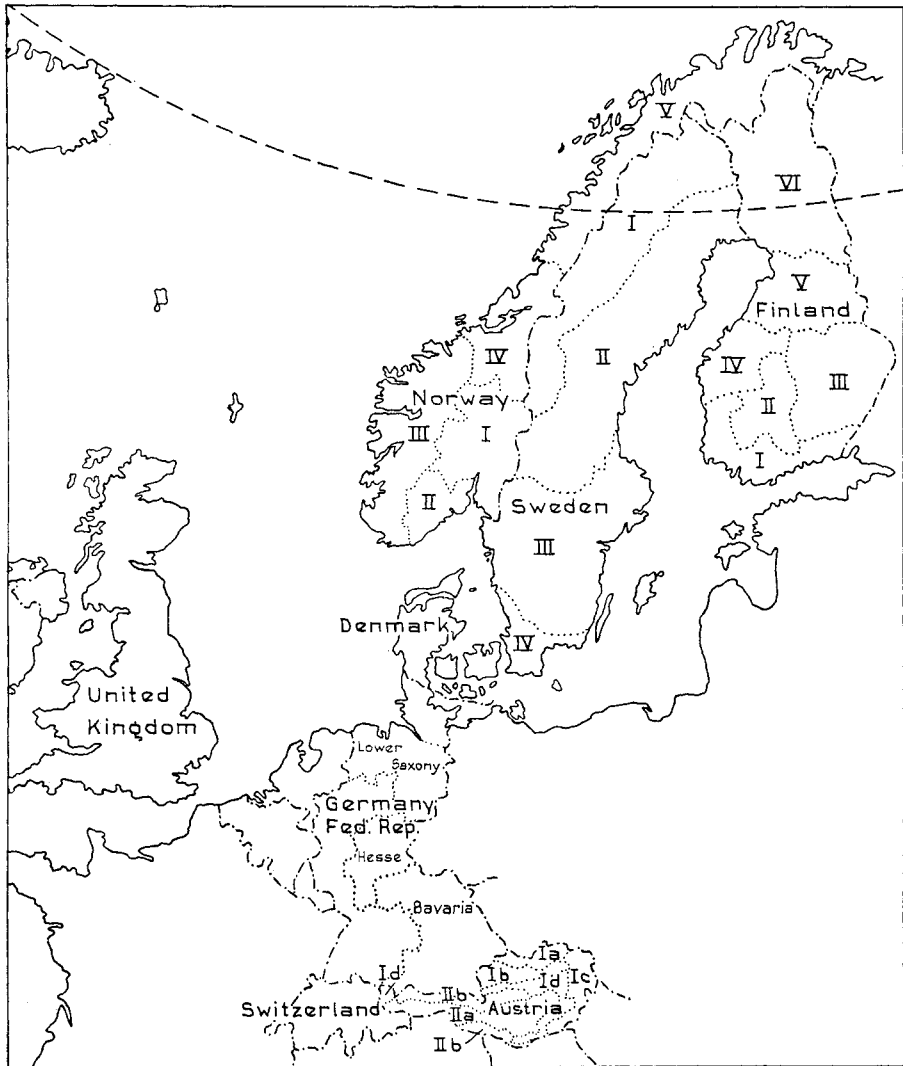 V
VI
I
V
Finland
IV
II
IV
III
Norway
II
III
I
I
II
Sweden
III
Denmark
IV
United
Kingdom
Lower
Saxony
Germany
Fed. Rep.
Hesse
Bavaria
Ia
Id
Ib
Id
Ic
IIb
Switzerland
IIa
Austria
IIb